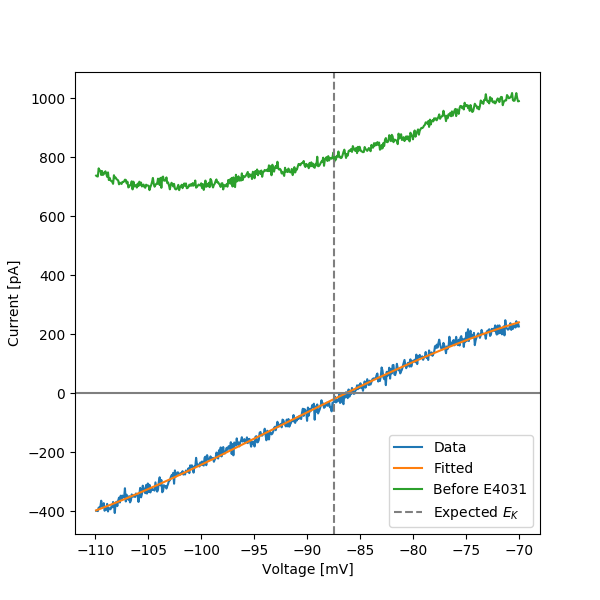 1000
800
600
400
200
0
−200
−400
Current [pA]
Data
Fitted
Before E4031
Expected E_K
−110 −105 −100 −95 −90 −85 −80 −75 −70
Voltage [mV]